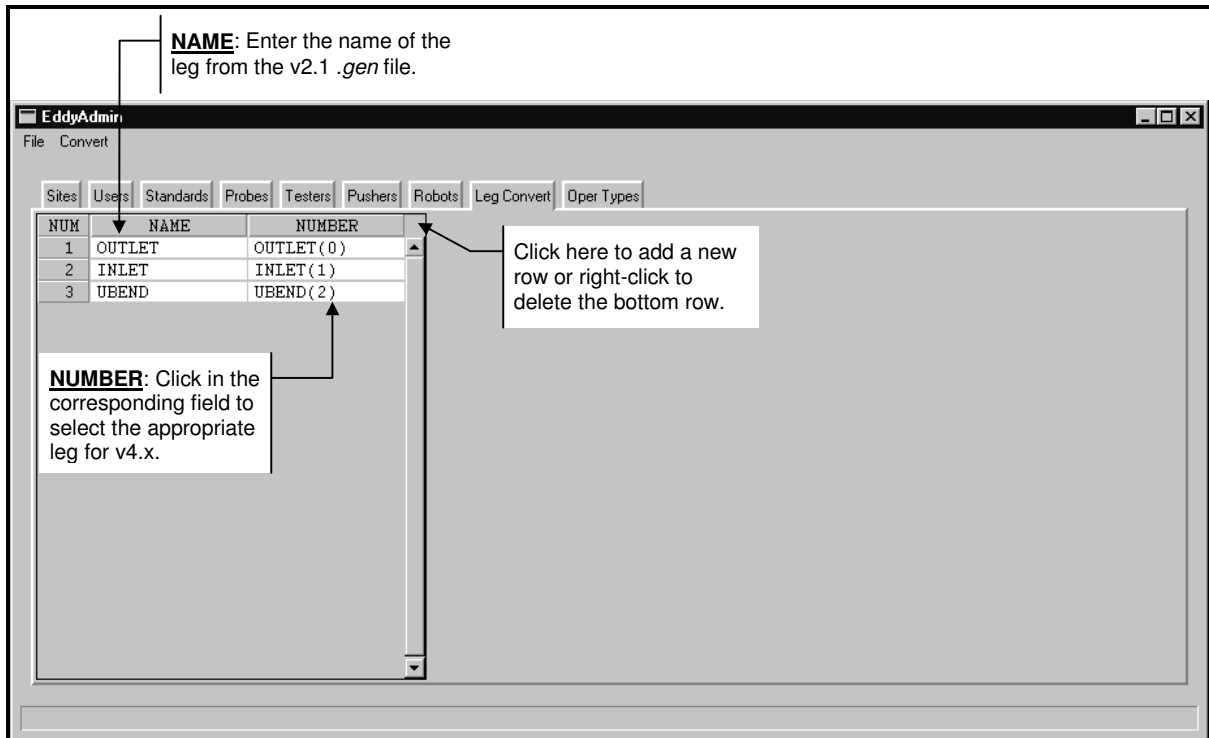 NAME: Enter the name of the
leg from the v2.1 .gen file.
EddyAdmin
File Convert
Sites Users Standards Probes Testers Pushers Robots Leg Convert Oper Types
NUM NAME NUMBER
1 OUTLET OUTLET(0)
2 INLET INLET(1)
3 UBEND UBEND(2)
Click here to add a new
row or right-click to
delete the bottom row.
NUMBER: Click in the
corresponding field to
select the appropriate
leg for v4.x.